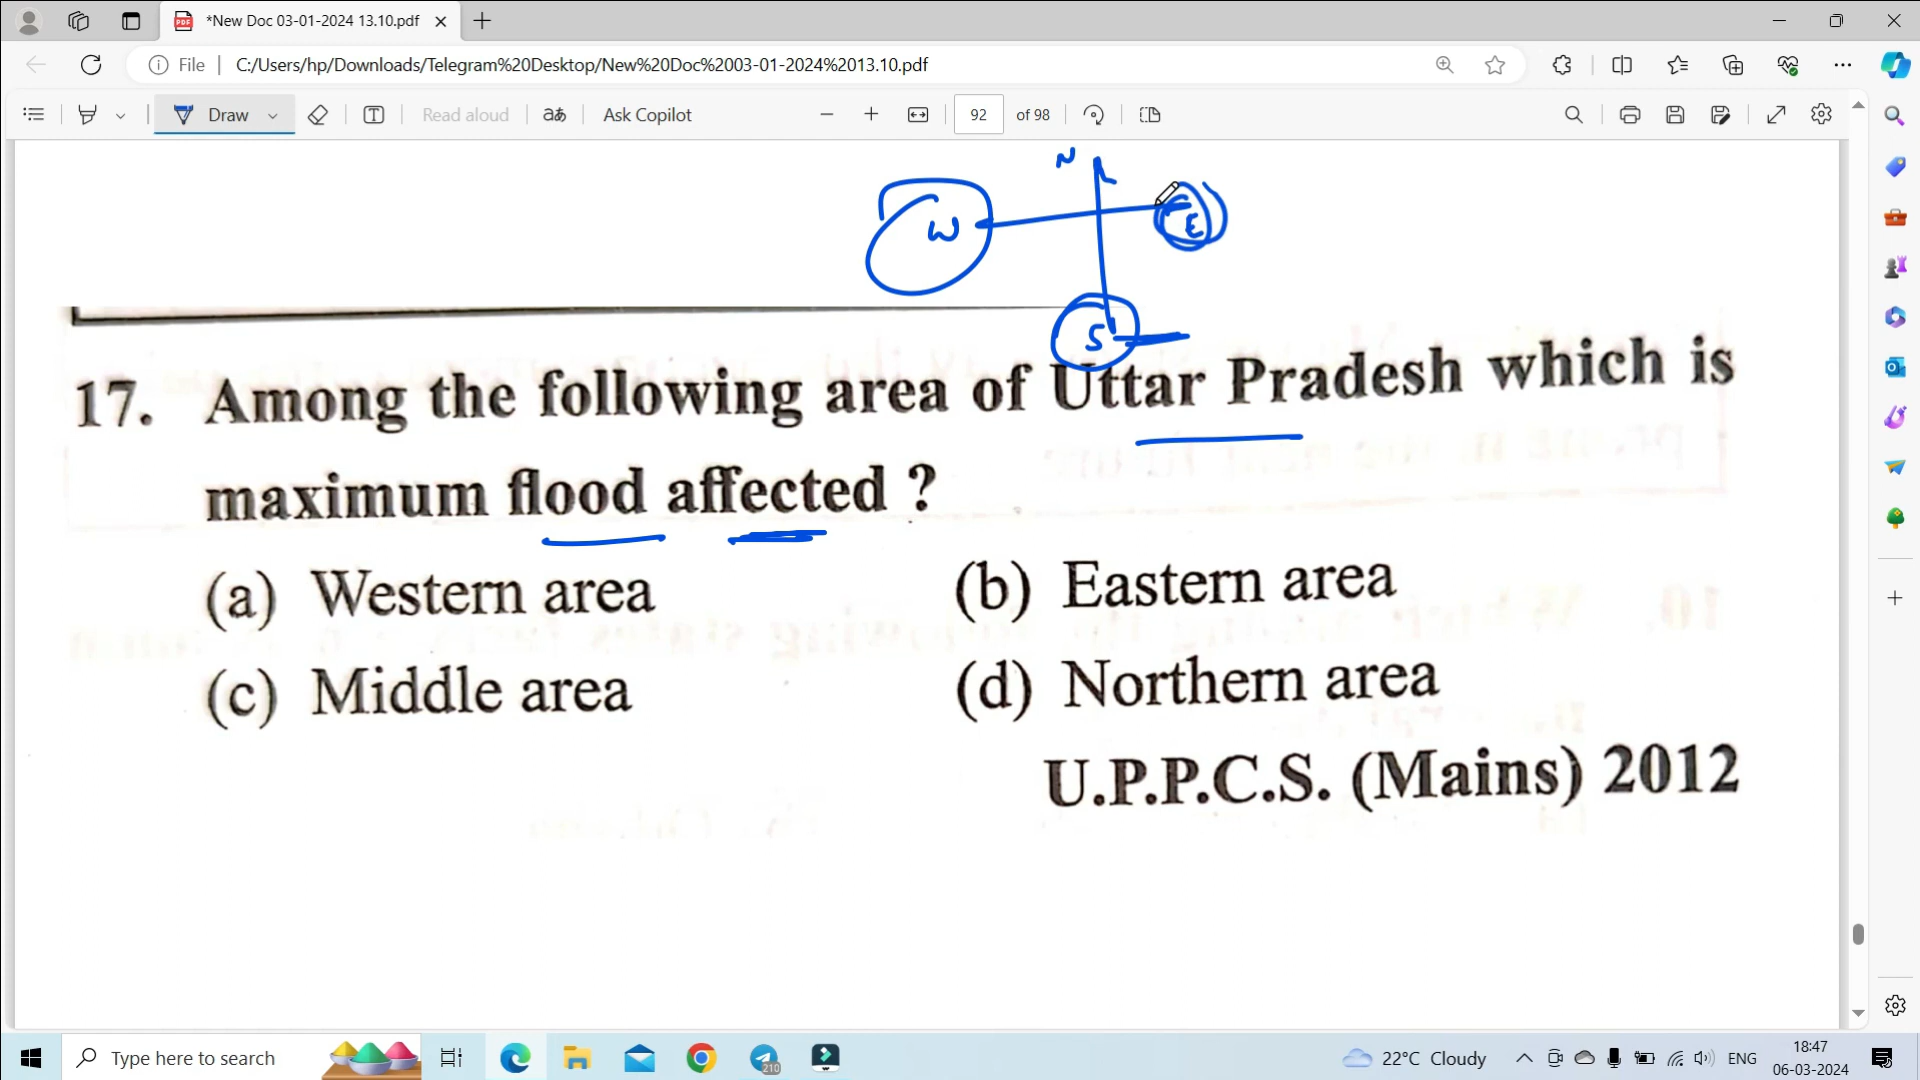 *New Doc 03-01-2024 13.10.pdf
File
C:/Users/hp/Downloads/Telegram%20Desktop/New%20Doc%2003-01-2024%2013.10.pdf
Draw
Read aloud
aあ
Ask Copilot
92
of 98
N
W
E
S
17. Among the following area of Uttar Pradesh which is
maximum flood affected ?
(a) Western area
(b) Eastern area
(c) Middle area
(d) Northern area
U.P.P.C.S. (Mains) 2012
Type here to search
210
22°C Cloudy
ENG
18:47
06-03-2024